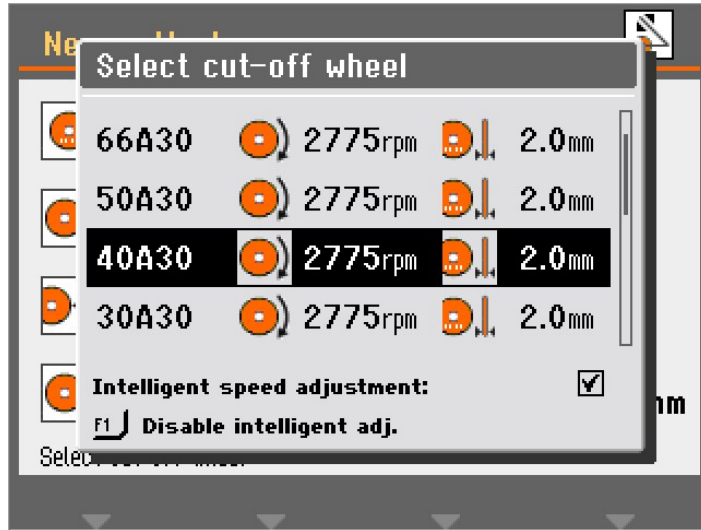 Ne
Select cut-off wheel
66A30 2775rpm 2.0mm
50A30 2775rpm 2.0mm
40A30 2775rpm 2.0mm
30A30 2775rpm 2.0mm
Intelligent speed adjustment:
mm
F1 Disable intelligent adj.